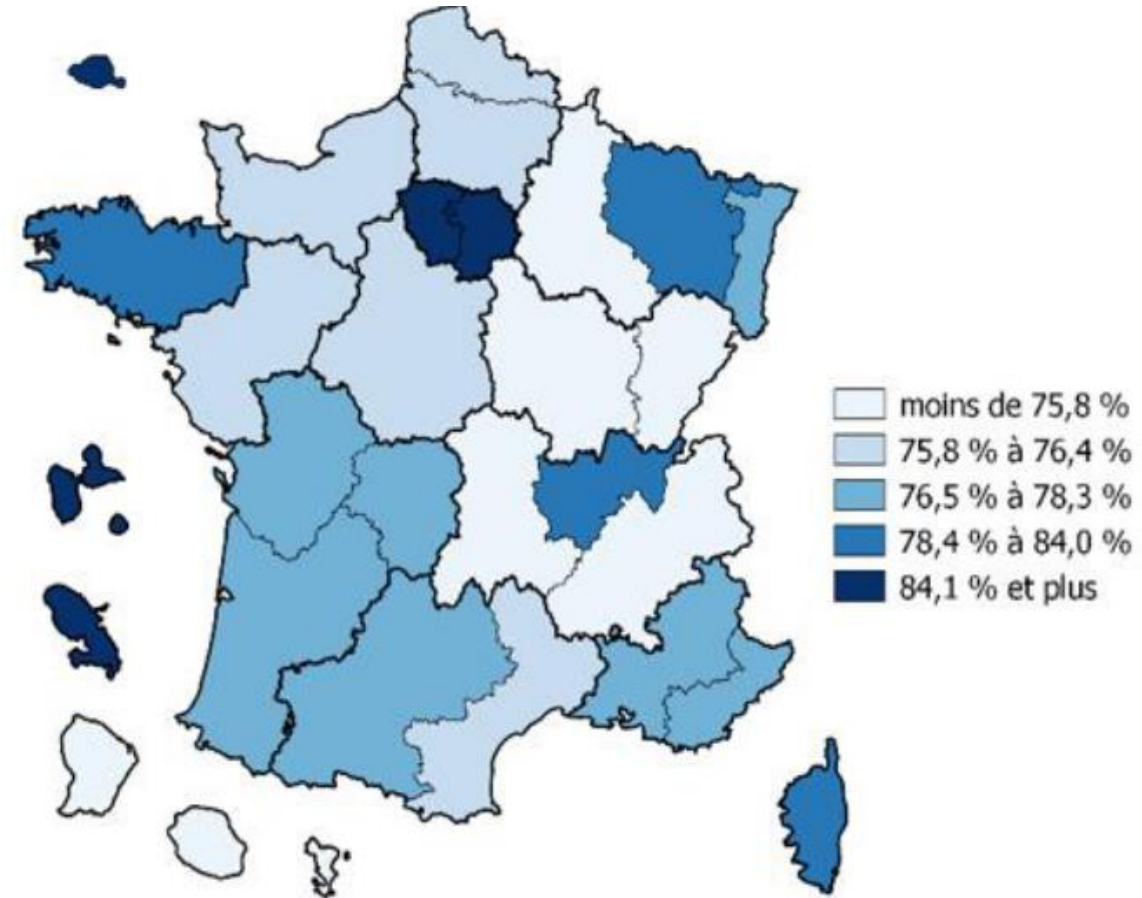 moins de 75,8 %
75,8 % à 76,4 %
76,5 % à 78,3 %
78,4 % à 84,0 %
84,1 % et plus